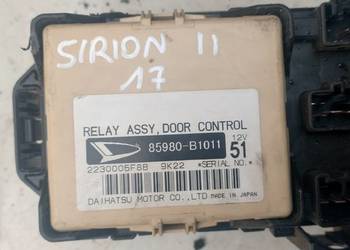 SIRION II
17
RELAY ASSY, DOOR CONTROL
85980-B1011 12V 51
2230005F8B 9K22 *SERIAL NO.*
DAIHATSU MOTOR CO.,LTD MADE IN JAPAN